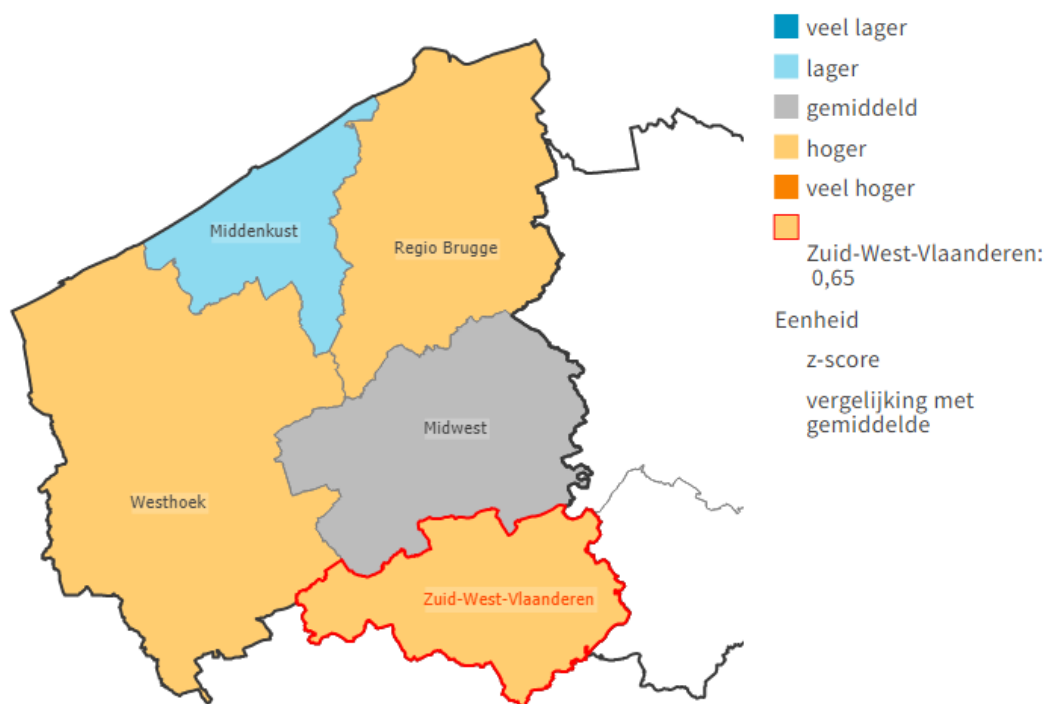 Middenkust
Regio Brugge
Midwest
Westhoek
Zuid-West-Vlaanderen
veel lager
lager
gemiddeld
hoger
veel hoger
Zuid-West-Vlaanderen:
0,65
Eenheid
z-score
vergelijking met
gemiddelde